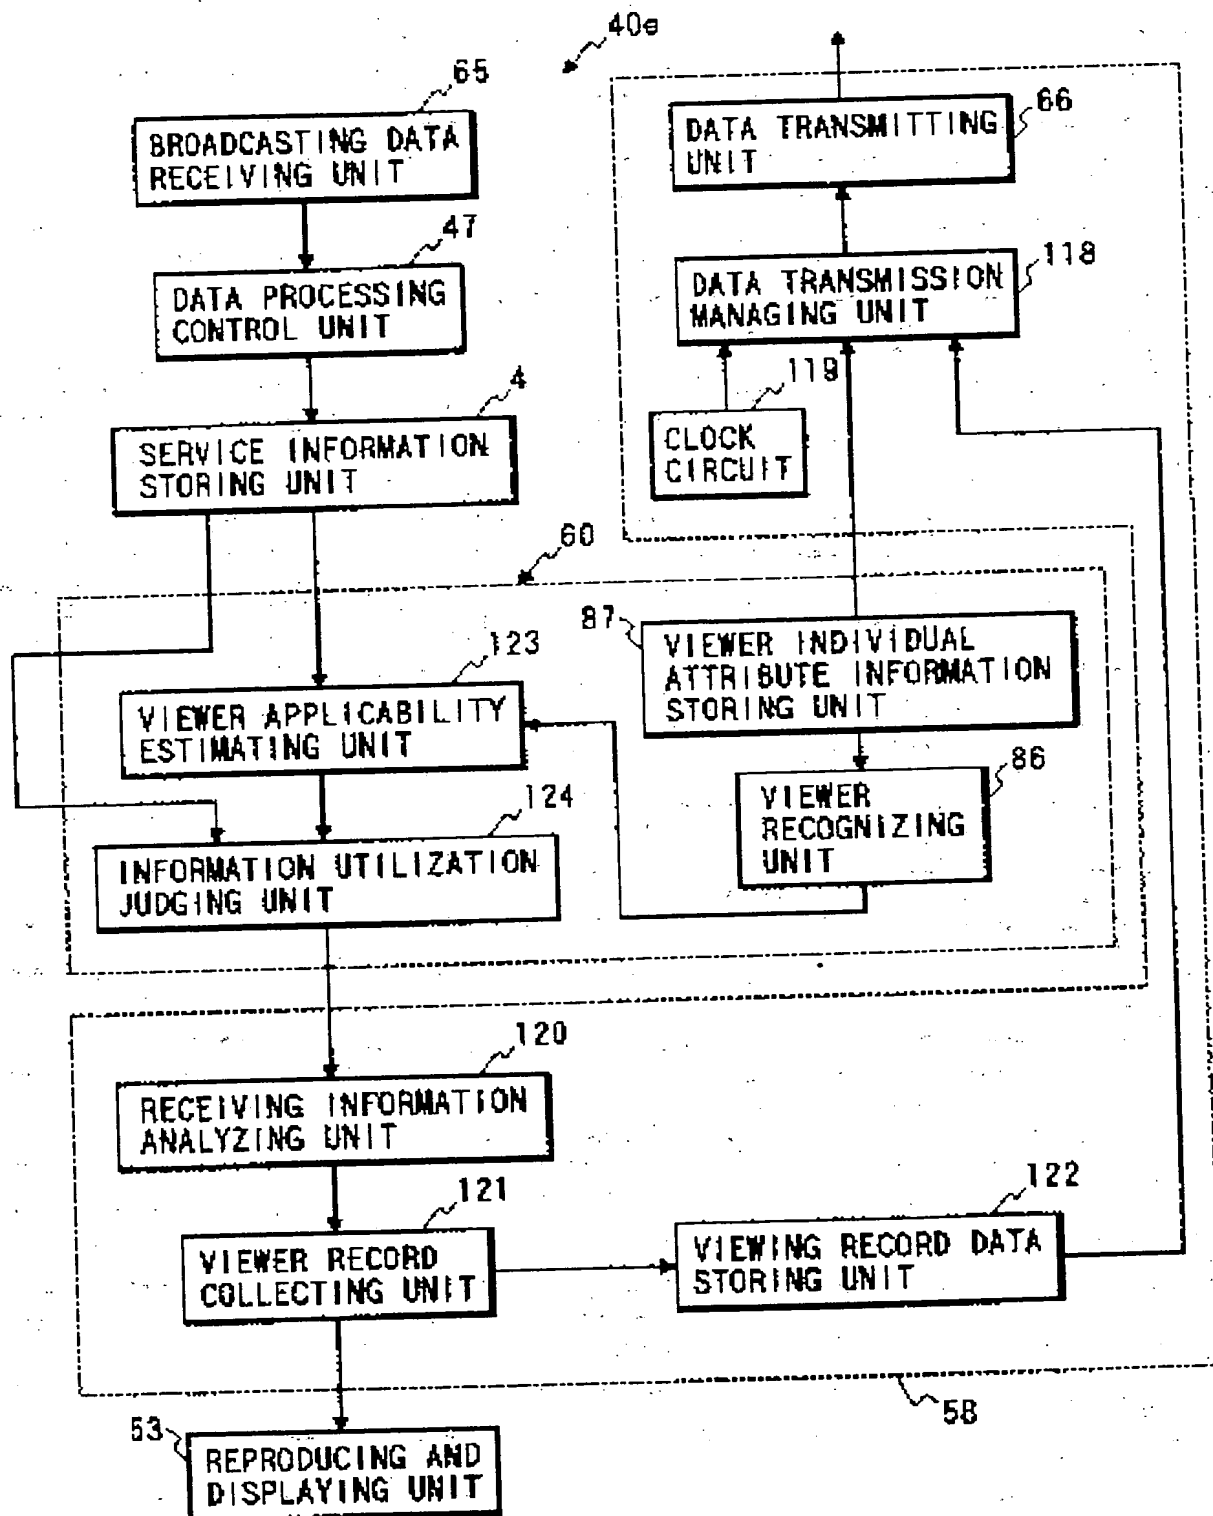 40e
65
BROADCASTING DATA
RECEIVING UNIT
47
DATA PROCESSING
CONTROL UNIT
4
SERVICE INFORMATION
STORING UNIT
66
DATA TRANSMITTING
UNIT
118
DATA TRANSMISSION
MANAGING UNIT
119
CLOCK
CIRCUIT
60
87
VIEWER INDIVIDUAL
ATTRIBUTE INFORMATION
STORING UNIT
123
VIEWER APPLICABILITY
ESTIMATING UNIT
86
VIEWER
RECOGNIZING
UNIT
124
INFORMATION UTILIZATION
JUDGING UNIT
120
RECEIVING INFORMATION
ANALYZING UNIT
121
VIEWER RECORD
COLLECTING UNIT
122
VIEWING RECORD DATA
STORING UNIT
58
53
REPRODUCING AND
DISPLAYING UNIT